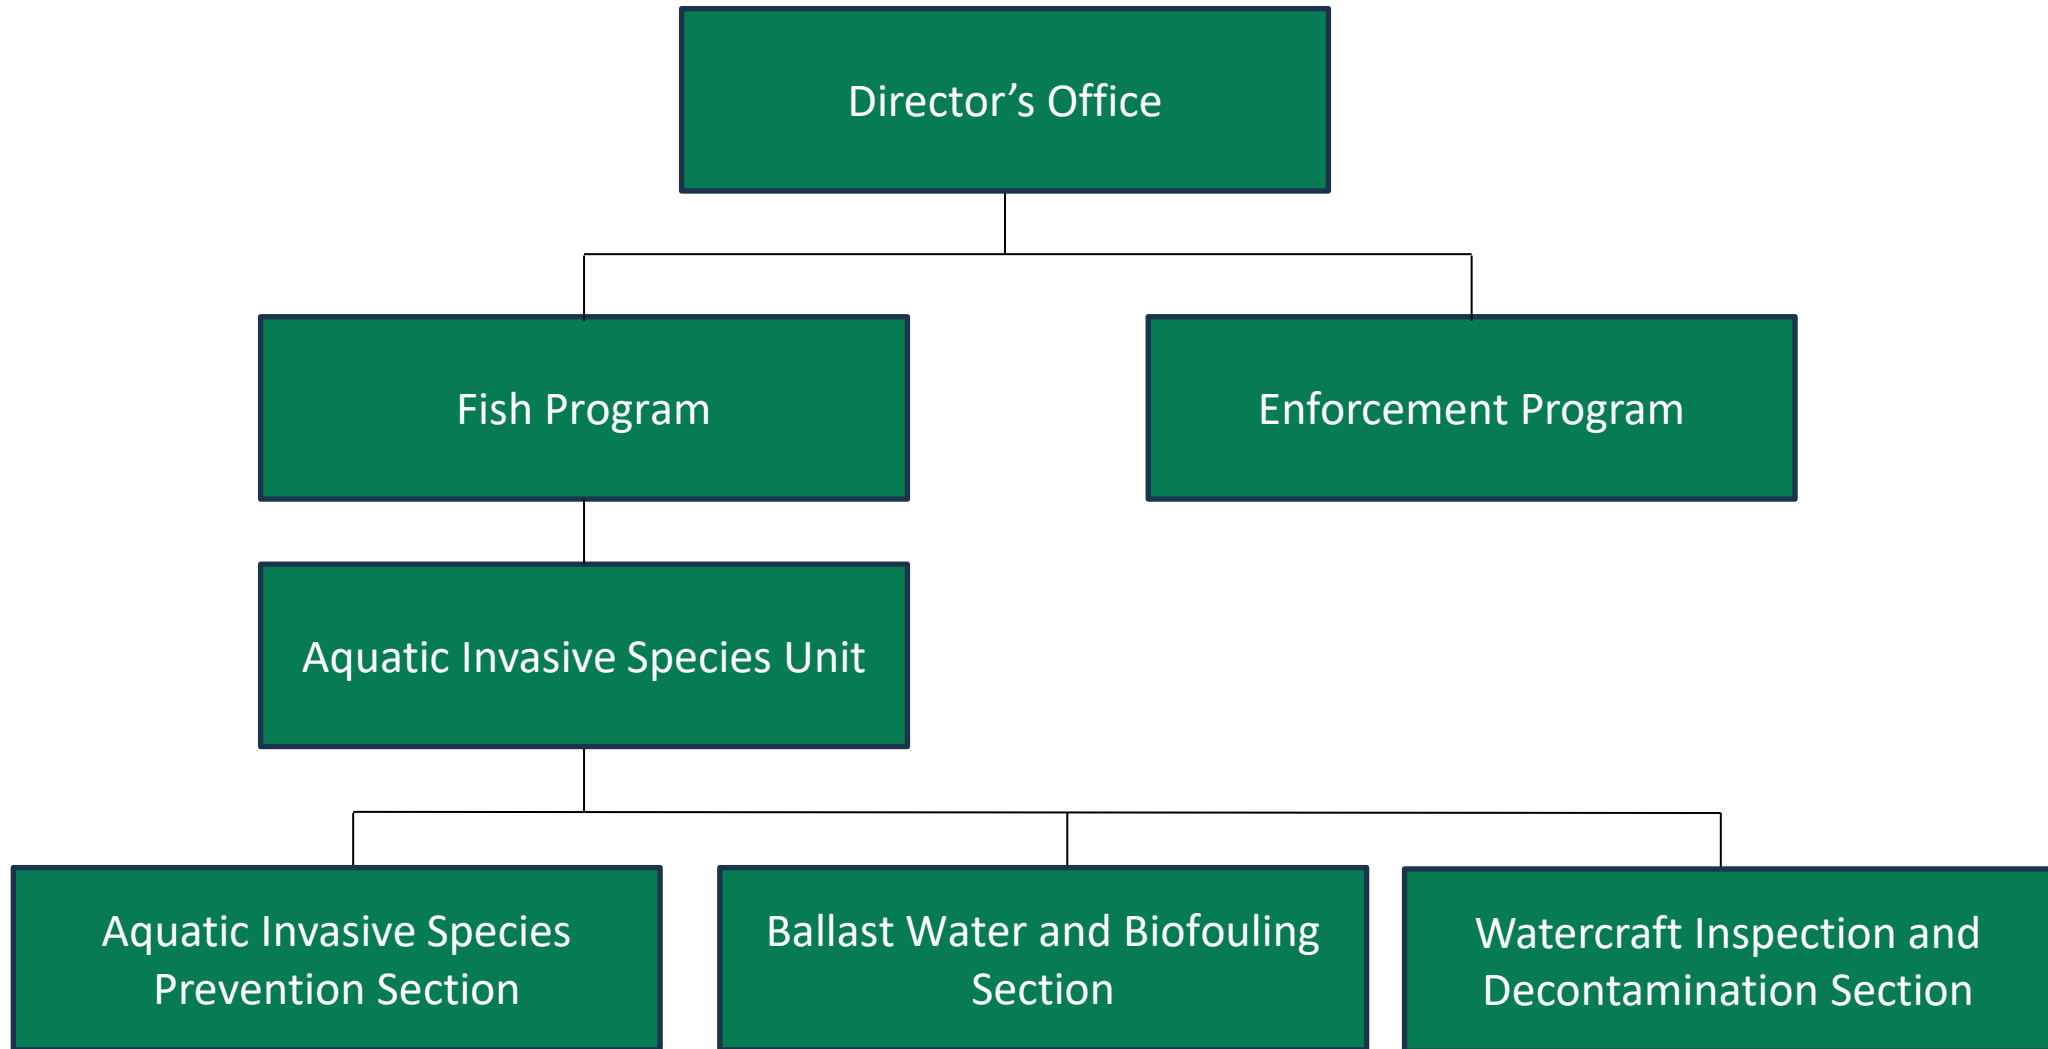 Director’s Office
Fish Program
Enforcement Program
Aquatic Invasive Species Unit
Aquatic Invasive Species
Prevention Section
Ballast Water and Biofouling
Section
Watercraft Inspection and
Decontamination Section